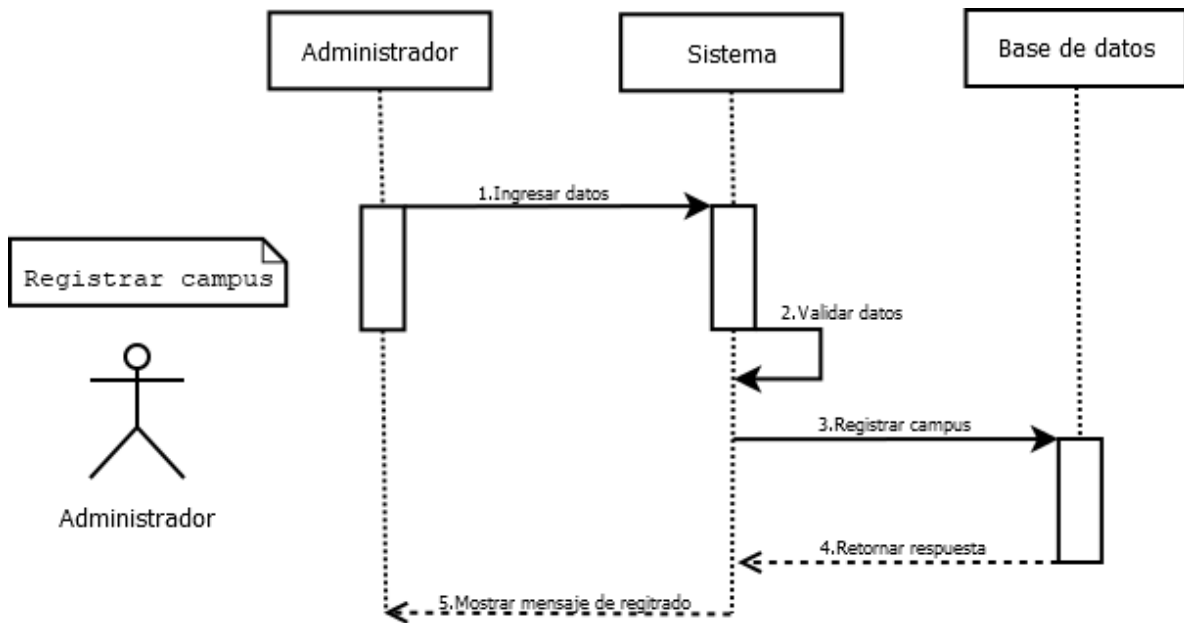 Administrador
Sistema
Base de datos
1.Ingresar datos
Registrar campus
2.Validar datos
3.Registrar campus
Administrador
4.Retornar respuesta
5.Mostrar mensaje de regitrado